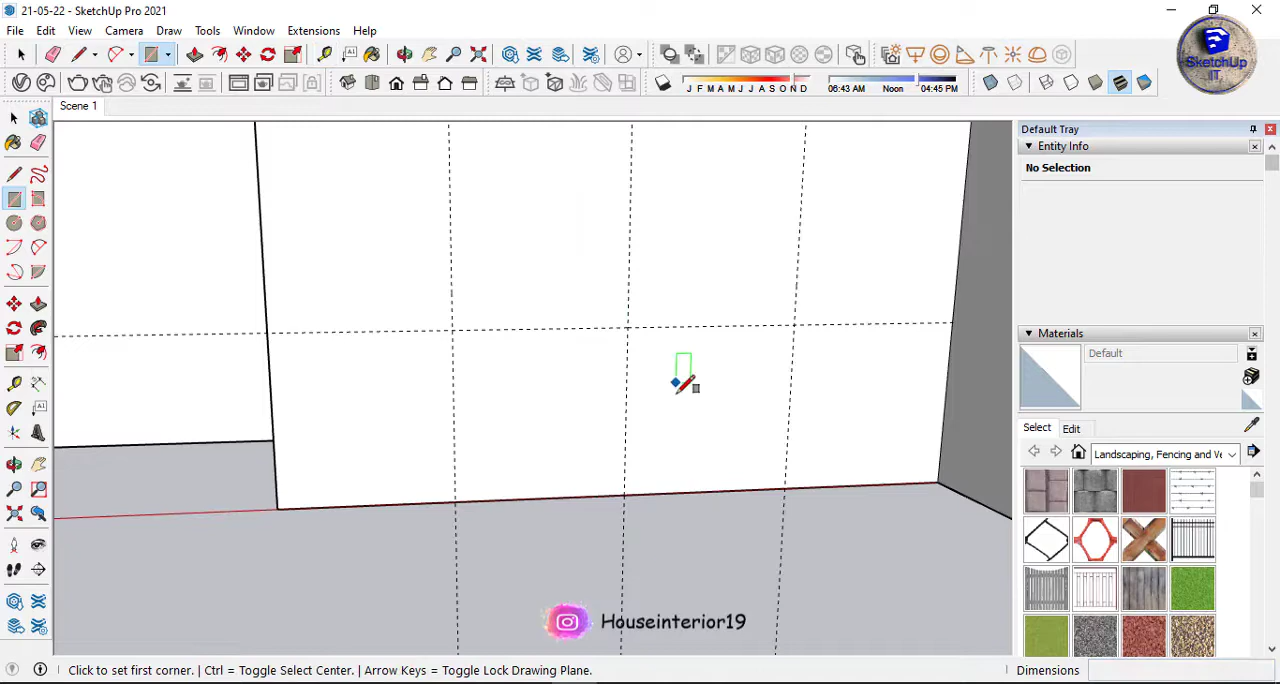 21-05-22 - SketchUp Pro 2021
File Edit View Camera Draw Tools Window Extensions Help
SketchUp
IT
J F M A M J J A S O N D 06:43 AM Noon 04:45 PM
Scene 1
Default Tray
Entity Info
No Selection
Materials
Default
Select Edit
Landscaping, Fencing and Ve
Houseinterior19
Click to set first corner. | Ctrl = Toggle Select Center. | Arrow Keys = Toggle Lock Drawing Plane.
Dimensions